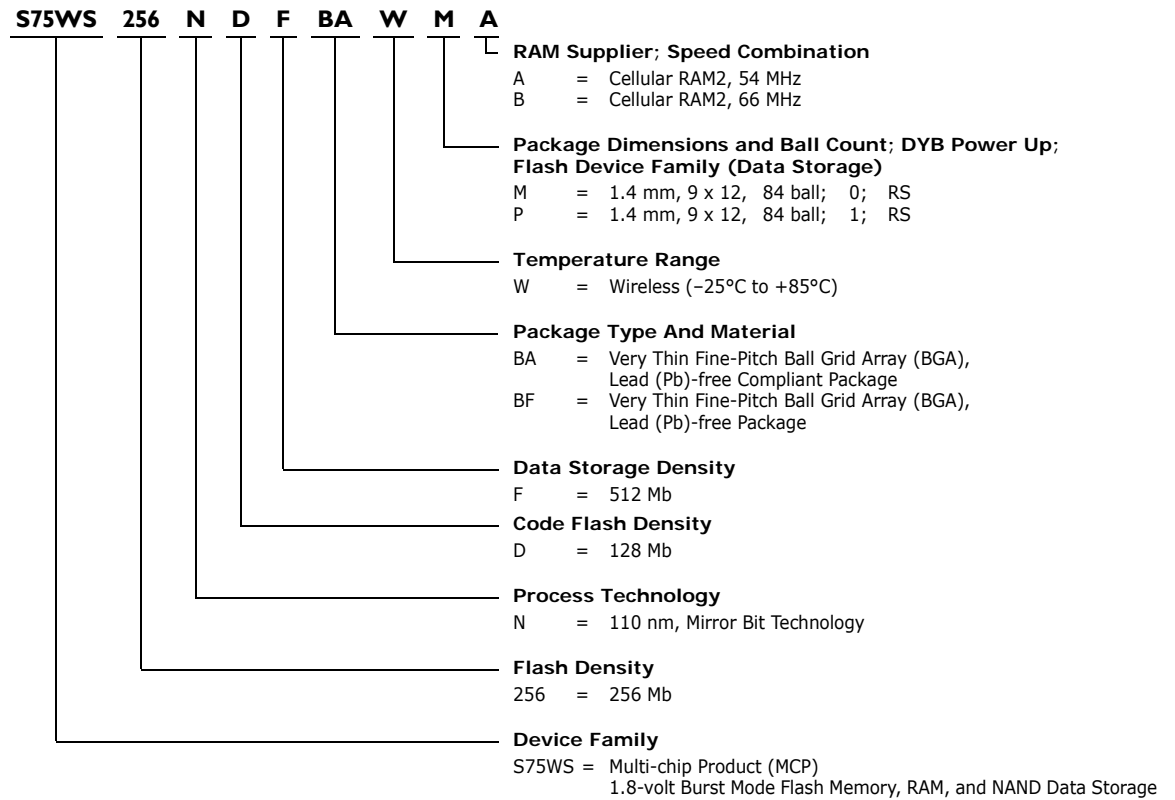 S75WS 256 N D F BA W M A
RAM Supplier; Speed Combination
A = Cellular RAM2, 54 MHz
B = Cellular RAM2, 66 MHz
Package Dimensions and Ball Count; DYB Power Up;
Flash Device Family (Data Storage)
M = 1.4 mm, 9 x 12, 84 ball; 0; RS
P = 1.4 mm, 9 x 12, 84 ball; 1; RS
Temperature Range
W = Wireless (–25°C to +85°C)
Package Type And Material
BA = Very Thin Fine-Pitch Ball Grid Array (BGA),
Lead (Pb)-free Compliant Package
BF = Very Thin Fine-Pitch Ball Grid Array (BGA),
Lead (Pb)-free Package
Data Storage Density
F = 512 Mb
Code Flash Density
D = 128 Mb
Process Technology
N = 110 nm, Mirror Bit Technology
Flash Density
256 = 256 Mb
Device Family
S75WS = Multi-chip Product (MCP)
1.8-volt Burst Mode Flash Memory, RAM, and NAND Data Storage